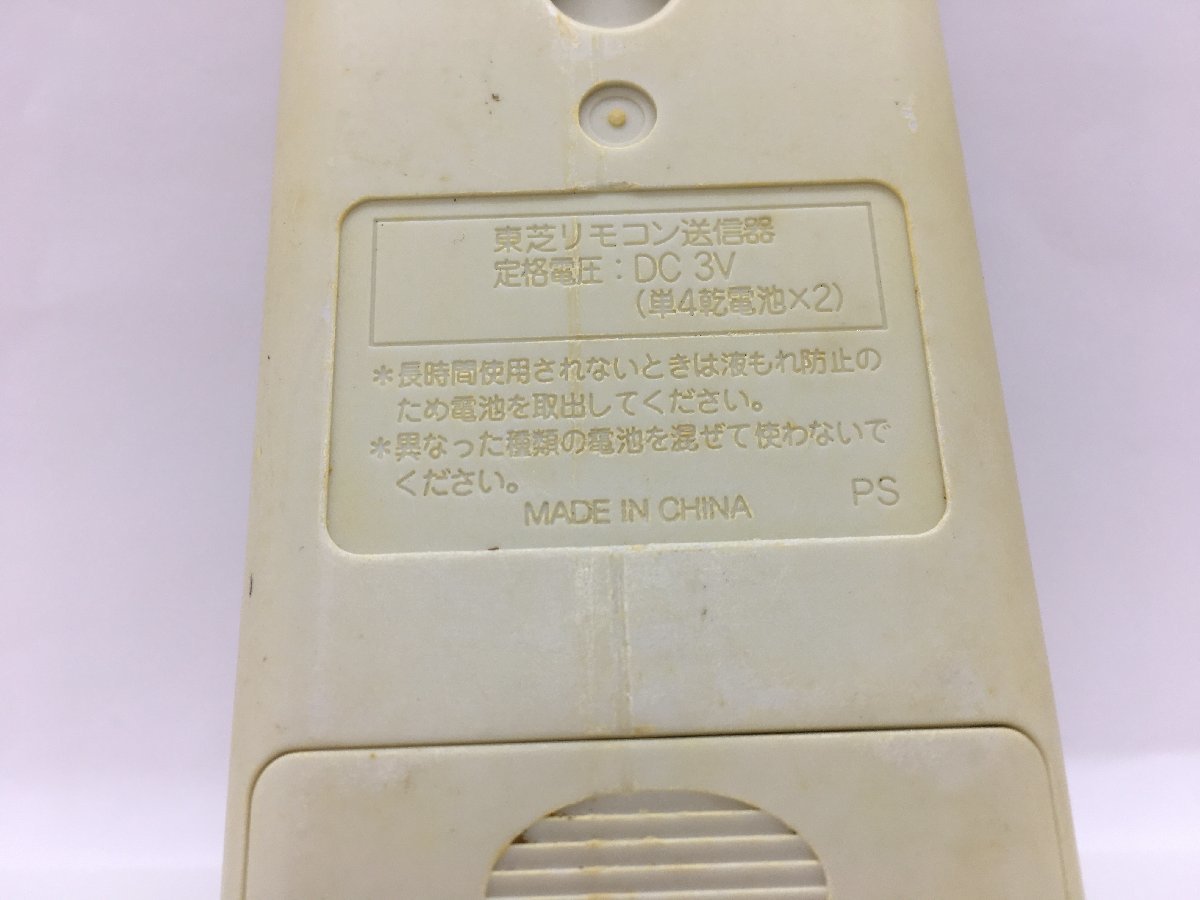 東芝リモコン送信器
定格電圧：DC 3V
（単4乾電池×2）
＊長時間使用されないときは液もれ防止の
ため電池を取出してください。
＊異なった種類の電池を混ぜて使わないで
ください。
MADE IN CHINA
PS